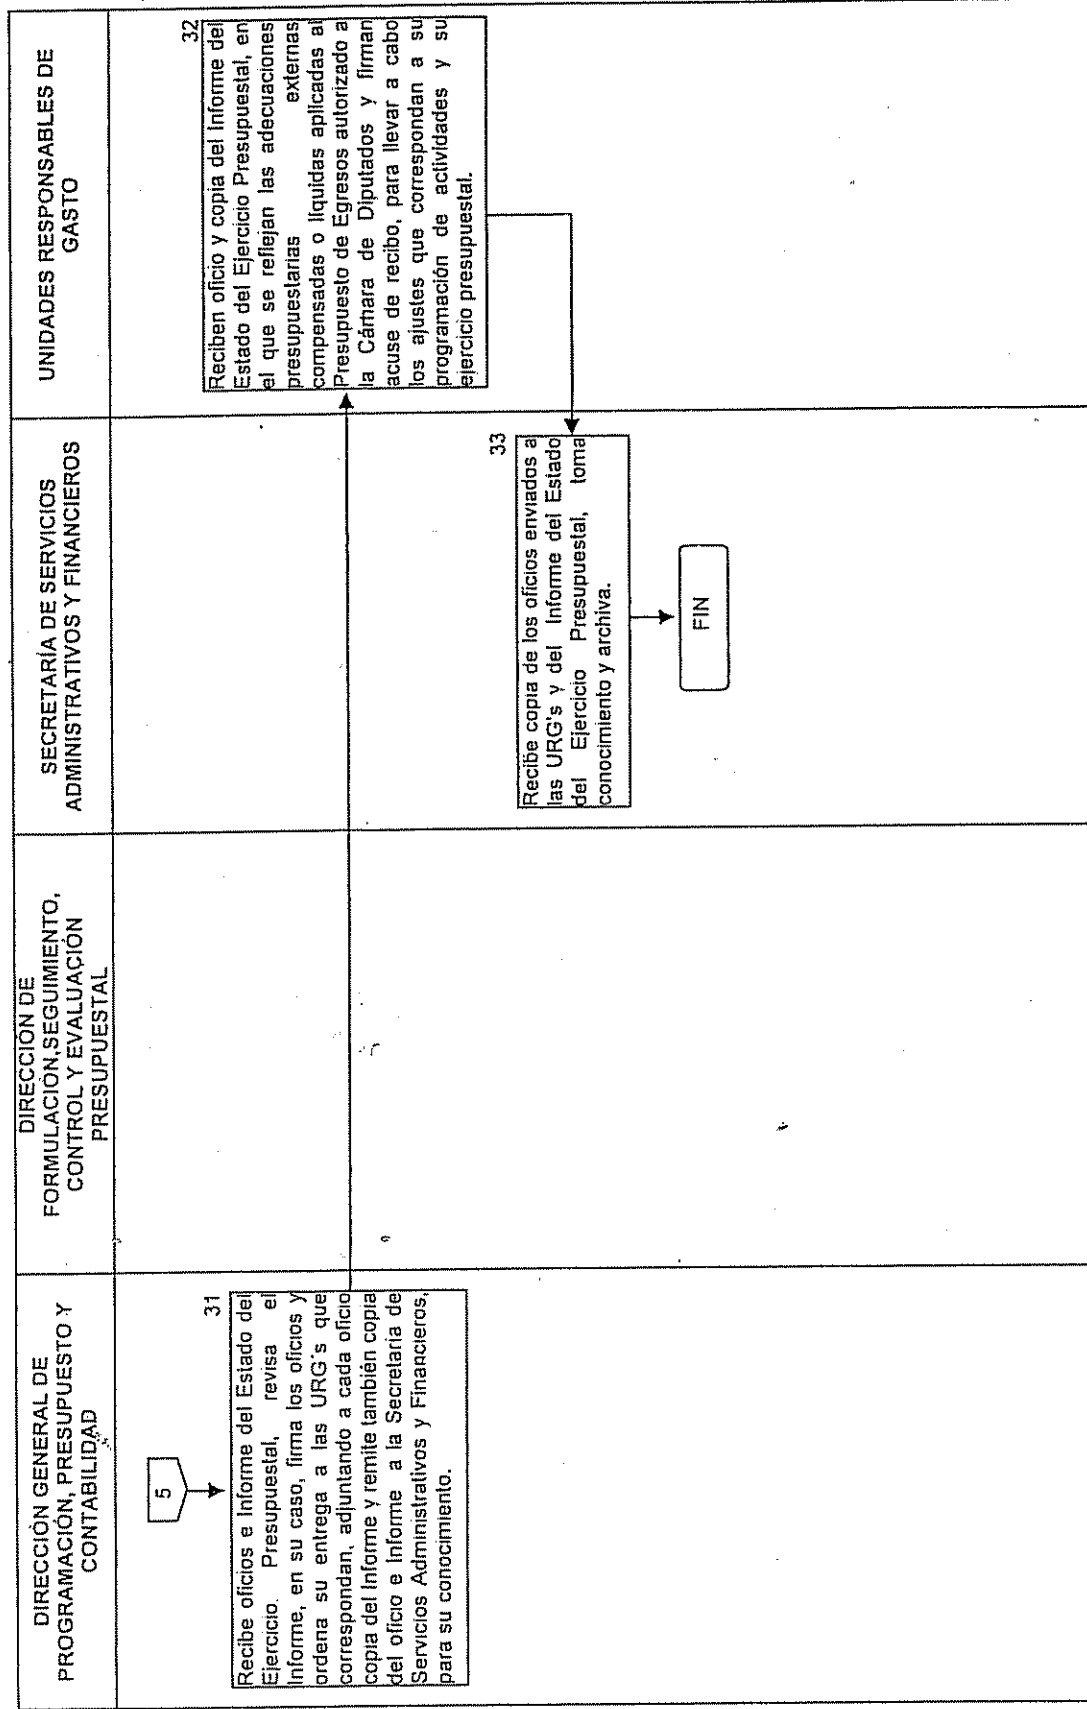 DIRECCIÓN GENERAL DE
PROGRAMACIÓN, PRESUPUESTO Y
CONTABILIDAD
DIRECCIÓN DE
FORMULACIÓN,SEGUIMIENTO,
CONTROL Y EVALUACIÓN
PRESUPUESTAL
SECRETARÍA DE SERVICIOS
ADMINISTRATIVOS Y FINANCIEROS
UNIDADES RESPONSABLES DE
GASTO
5
31
Recibe oficios e Informe del Estado del
Ejercicio. Presupuestal, revisa el
Informe, en su caso, firma los oficios y
ordena su entrega a las URG's que
correspondan, adjuntando a cada oficio
copia del Informe y remite también copia
del oficio e Informe a la Secretaria de
Servicios Administrativos y Financieros,
para su conocimiento.
32
Reciben oficio y copia del Informe del
Estado del Ejercicio Presupuestal, en
el que se reflejan las adecuaciones
presupuestarias externas
compensadas o líquidas aplicadas al
Presupuesto de Egresos autorizado a
la Cámara de Diputados y firman
acuse de recibo, para llevar a cabo
los ajustes que correspondan a su
programación de actividades y su
ejercicio presupuestal.
33
Recibe copia de los oficios enviados a
las URG's y del Informe del Estado
del Ejercicio Presupuestal, toma
conocimiento y archiva.
FIN